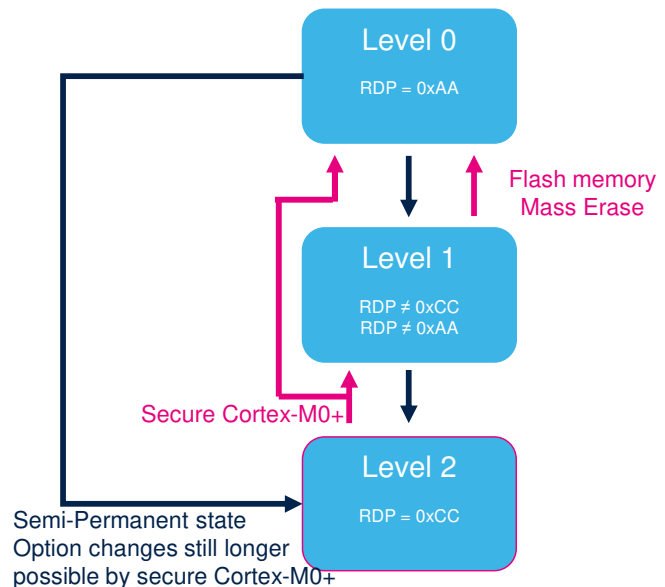 Level 0
RDP = 0xAA
Flash memory
Mass Erase
Level 1
RDP ≠ 0xCC
RDP ≠ 0xAA
Secure Cortex-M0+
Level 2
RDP = 0xCC
Semi-Permanent state
Option changes still longer
possible by secure Cortex-M0+